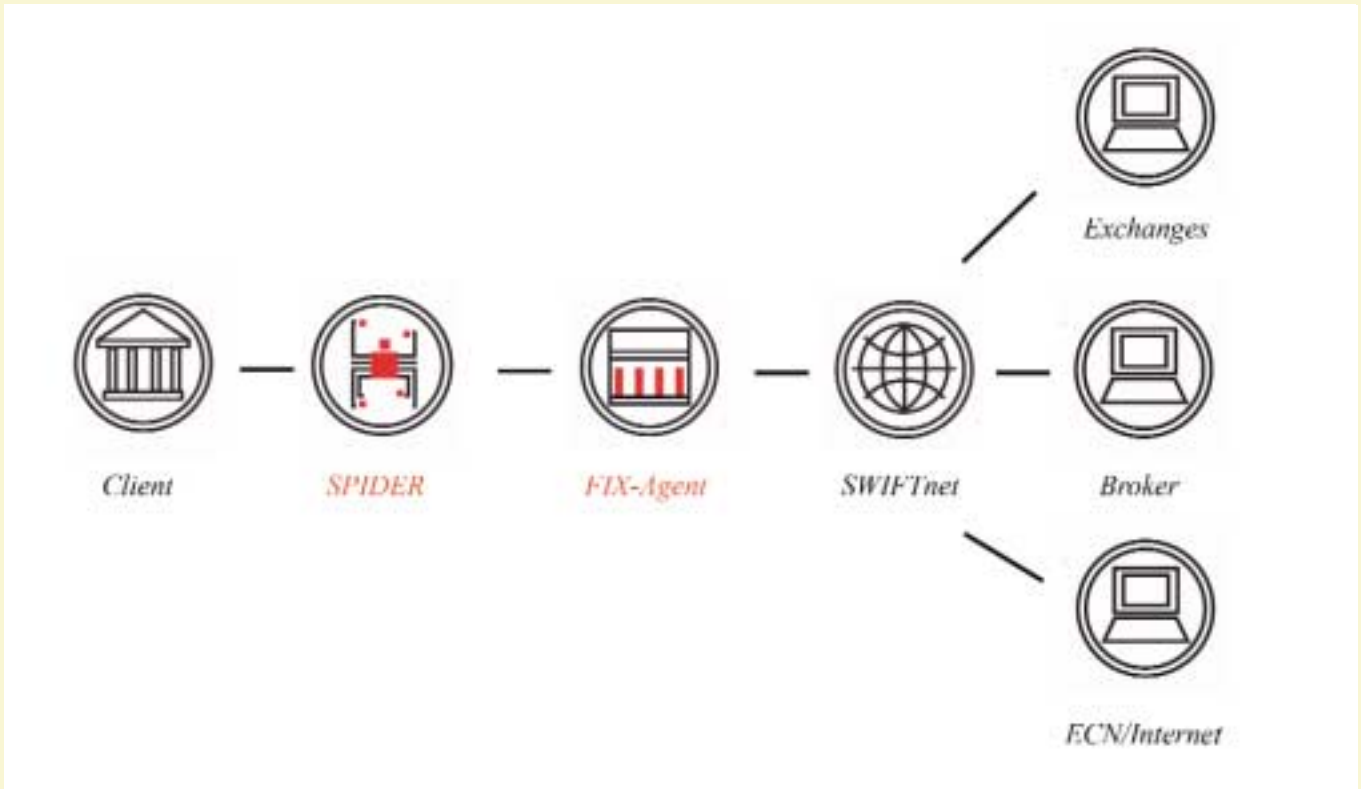 Exchanges
Client
SPIDER
FIX-Agent
SWIFTnet
Broker
ECN/Internet